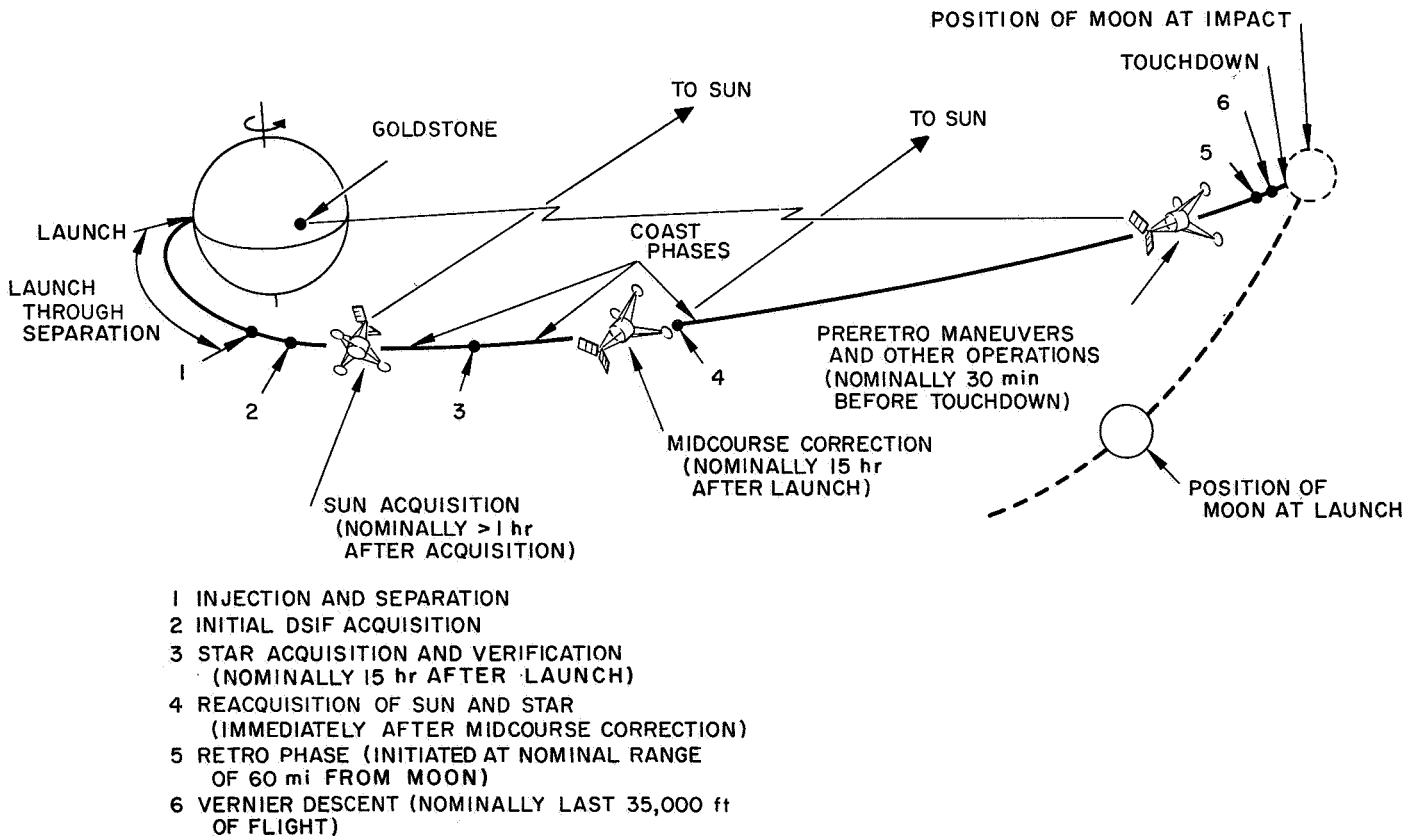 POSITION OF MOON AT IMPACT
TOUCHDOWN
6
5
TO SUN
TO SUN
GOLDSTONE
LAUNCH
COAST
PHASES
LAUNCH
THROUGH
SEPARATION
1
2
3
4
PRERETRO MANEUVERS
AND OTHER OPERATIONS
(NOMINALLY 30 min
BEFORE TOUCHDOWN)
MIDCOURSE CORRECTION
(NOMINALLY 15 hr
AFTER LAUNCH)
POSITION OF
MOON AT LAUNCH
SUN ACQUISITION
(NOMINALLY >1 hr
AFTER ACQUISITION)
1 INJECTION AND SEPARATION
2 INITIAL DSIF ACQUISITION
3 STAR ACQUISITION AND VERIFICATION
(NOMINALLY 15 hr AFTER LAUNCH)
4 REACQUISITION OF SUN AND STAR
(IMMEDIATELY AFTER MIDCOURSE CORRECTION)
5 RETRO PHASE (INITIATED AT NOMINAL RANGE
OF 60 mi FROM MOON)
6 VERNIER DESCENT (NOMINALLY LAST 35,000 ft
OF FLIGHT)